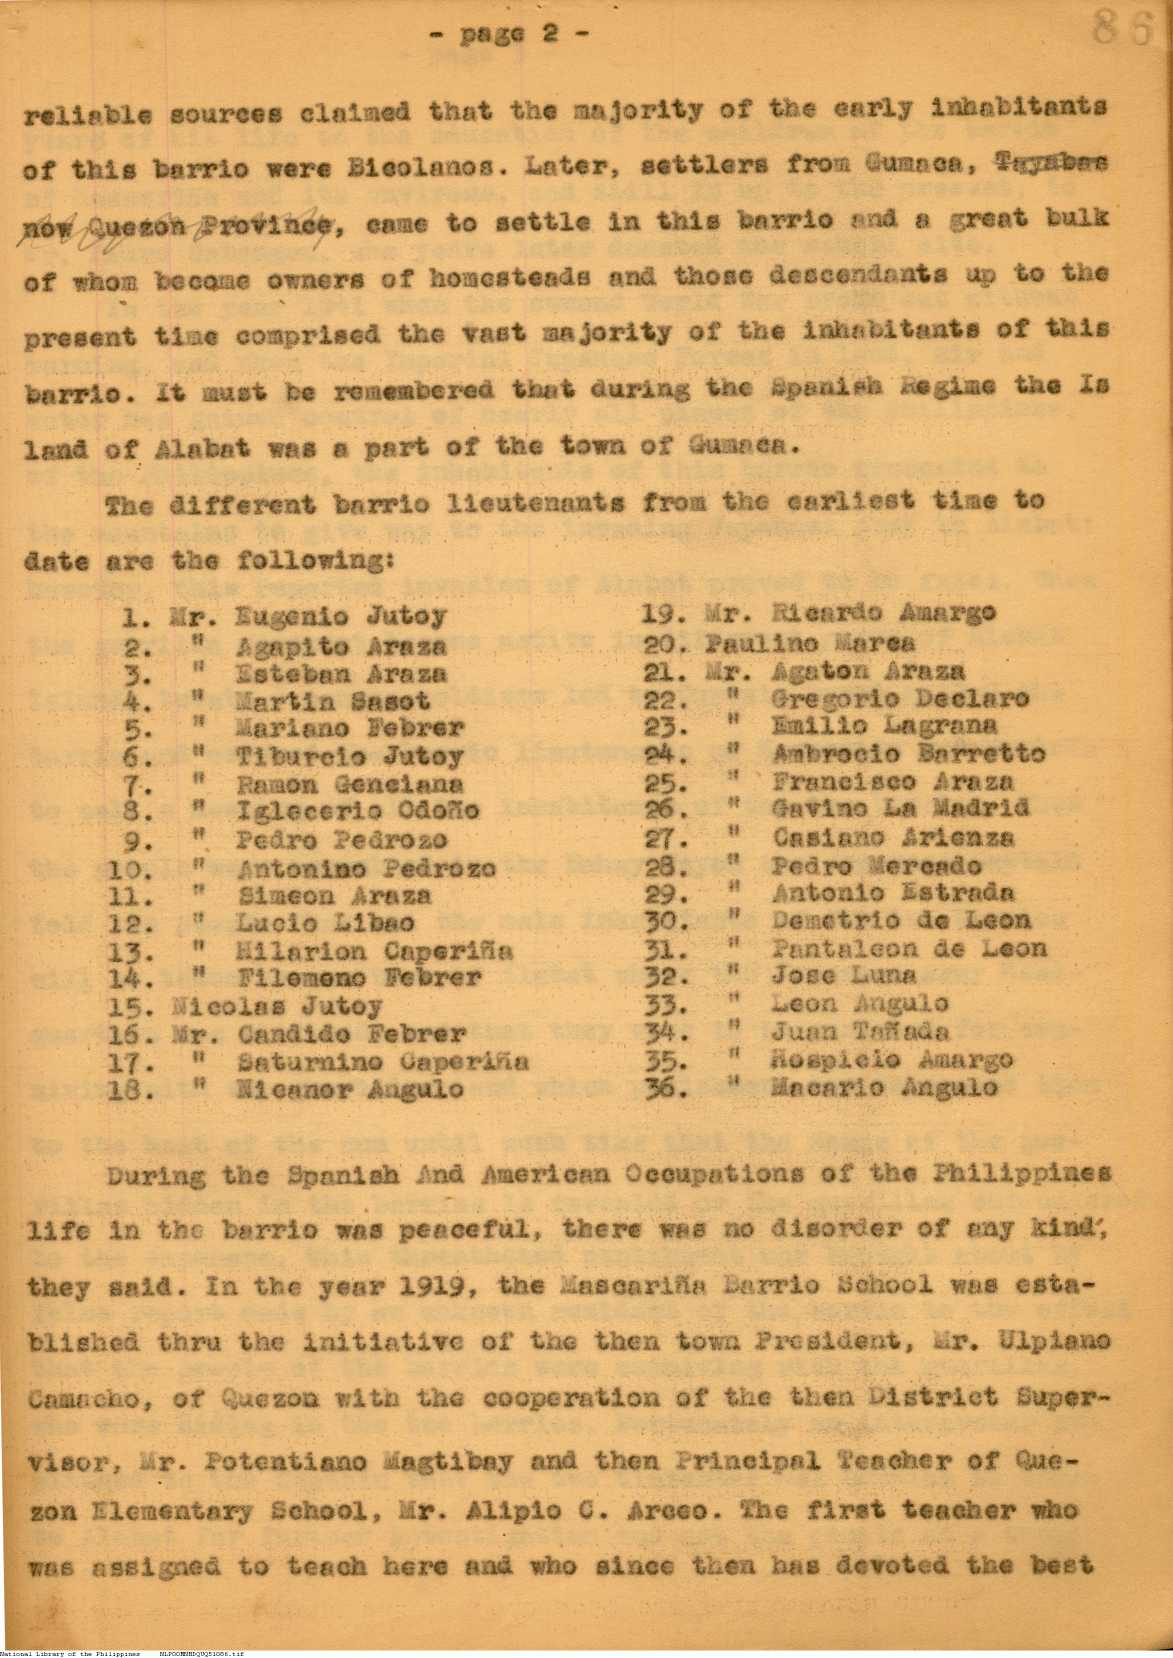 - page 2 -
86
reliable sources claimed that the majority of the early inhabitants
of this barrio were Bicolanos. Later, settlers from Gumaca, Tayabas
now Quezon Province, came to settle in this barrio and a great bulk
of whom become owners of homesteads and those descendants up to the
present time comprised the vast majority of the inhabitants of this
barrio. It must be remembered that during the Spanish Regime the Is
land of Alabat was a part of the town of Gumaca.
The different barrio lieutenants from the earliest time to
date are the following:
1. Mr. Eugenio Jutoy
2. " Agapito Araza
3. " Esteban Araza
4. " Martin Sasot
5. " Mariano Febrer
6. " Tiburcio Jutoy
7. " Ramon Genciana
8. " Iglecerio Odoño
9. " Pedro Pedrozo
10. " Antonino Pedrozo
11. " Simeon Araza
12. " Lucio Libao
13. " Hilarion Caperiña
14. " Filomeno Febrer
15. Nicolas Jutoy
16. Mr. Candido Febrer
17. " Saturnino Caperiña
18. " Nicanor Angulo
19. Mr. Ricardo Amargo
20. Paulino Marea
21. Mr. Agaton Araza
22. " Gregorio Declaro
23. " Emilio Lagrana
24. " Ambrocio Barretto
25. " Francisco Araza
26. " Gavino La Madrid
27. " Casiano Arienza
28. " Pedro Mercado
29. " Antonio Estrada
30. " Demetrio de Leon
31. " Pantaleon de Leon
32. " Jose Luna
33. " Leon Angulo
34. " Juan Tañada
35. " Hospicio Amargo
36. " Macario Angulo
During the Spanish And American Occupations of the Philippines
life in the barrio was peaceful, there was no disorder of any kind,
they said. In the year 1919, the Mascariña Barrio School was esta-
blished thru the initiative of the then town President, Mr. Ulpiano
Camacho, of Quezon with the cooperation of the then District Super-
visor, Mr. Potentiano Magtibay and then Principal Teacher of Que-
zon Elementary School, Mr. Alipio C. Arceo. The first teacher who
was assigned to teach here and who since then has devoted the best
National Library of the Philippines